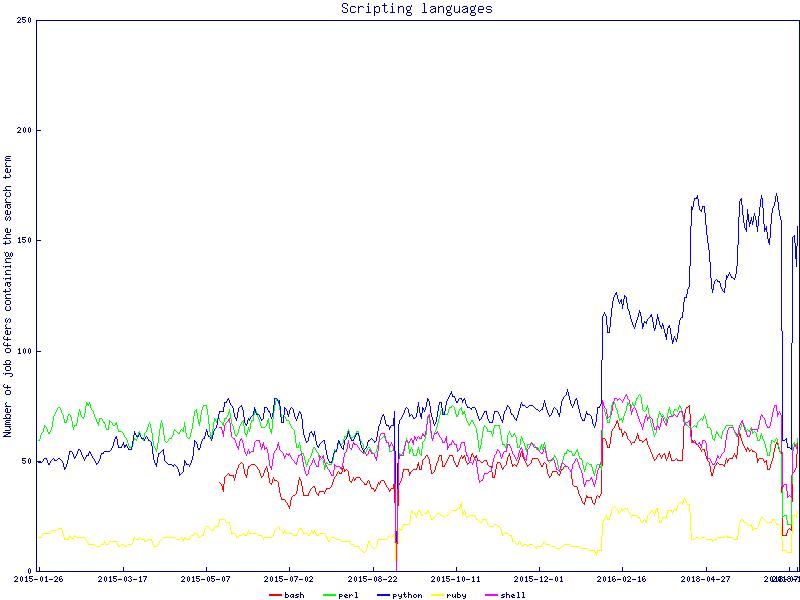 Scripting languages
250
200
150
100
50
0
Number of job offers containing the search term
2015-01-26 2015-03-17 2015-05-07 2015-07-02 2015-08-22 2015-10-11 2015-12-01 2016-02-16 2018-04-27
bash perl python ruby shell